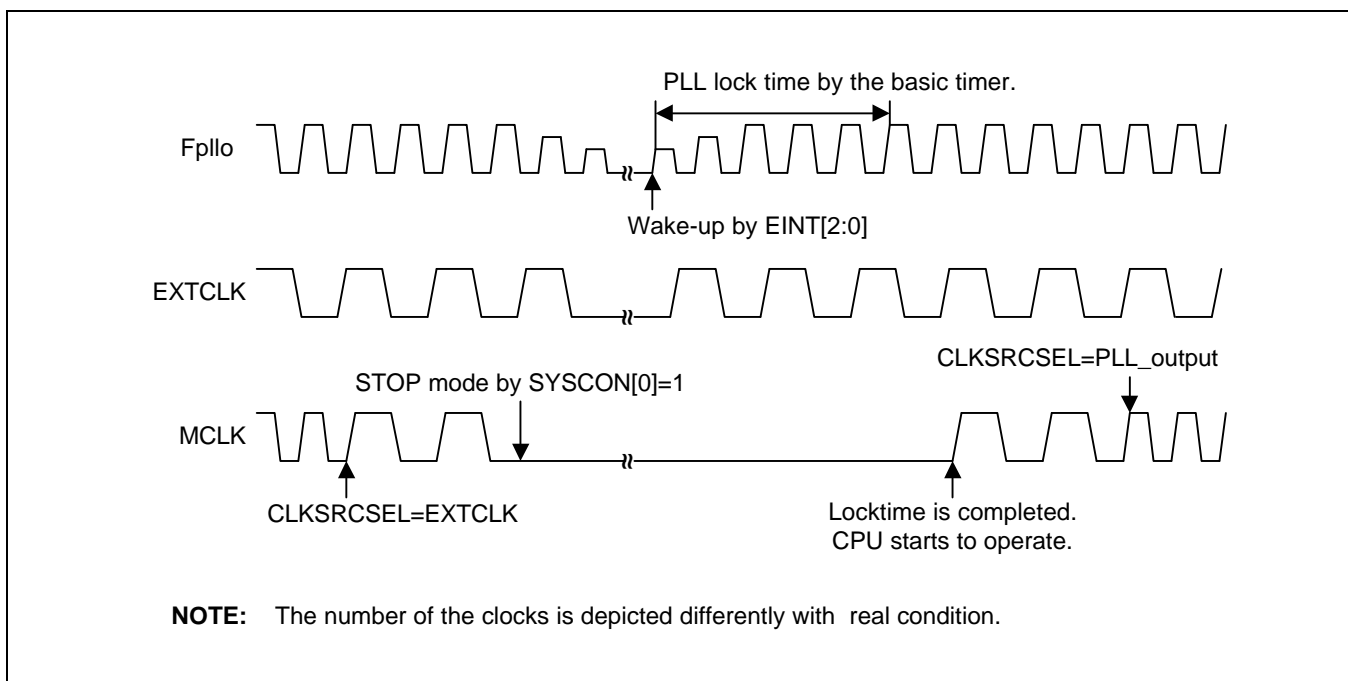 PLL lock time by the basic timer.
Fpllo
Wake-up by EINT[2:0]
EXTCLK
CLKSRCSEL=PLL_output
STOP mode by SYSCON[0]=1
MCLK
CLKSRCSEL=EXTCLK
Locktime is completed.
CPU starts to operate.
NOTE: The number of the clocks is depicted differently with real condition.